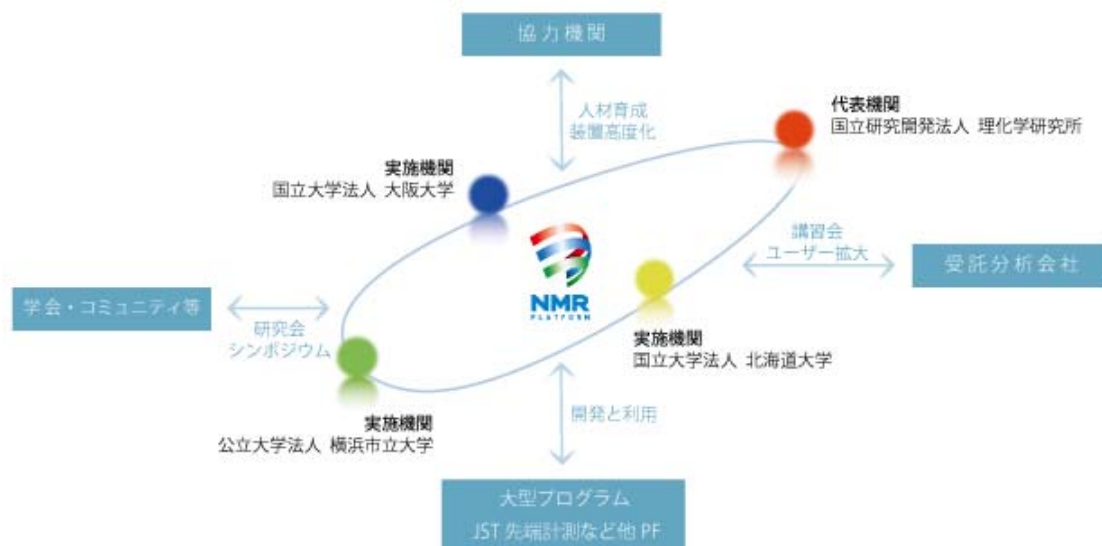 協力機関
人材育成
装置高度化
代表機関
国立研究開発法人 理化学研究所
実施機関
国立大学法人 大阪大学
講習会
ユーザー拡大
受託分析会社
NMR
PLATFORM
学会・コミュニティ等
研究会
シンポジウム
実施機関
国立大学法人 北海道大学
実施機関
公立大学法人 横浜市立大学
開発と利用
大型プログラム
JST 先端計測など他 PF